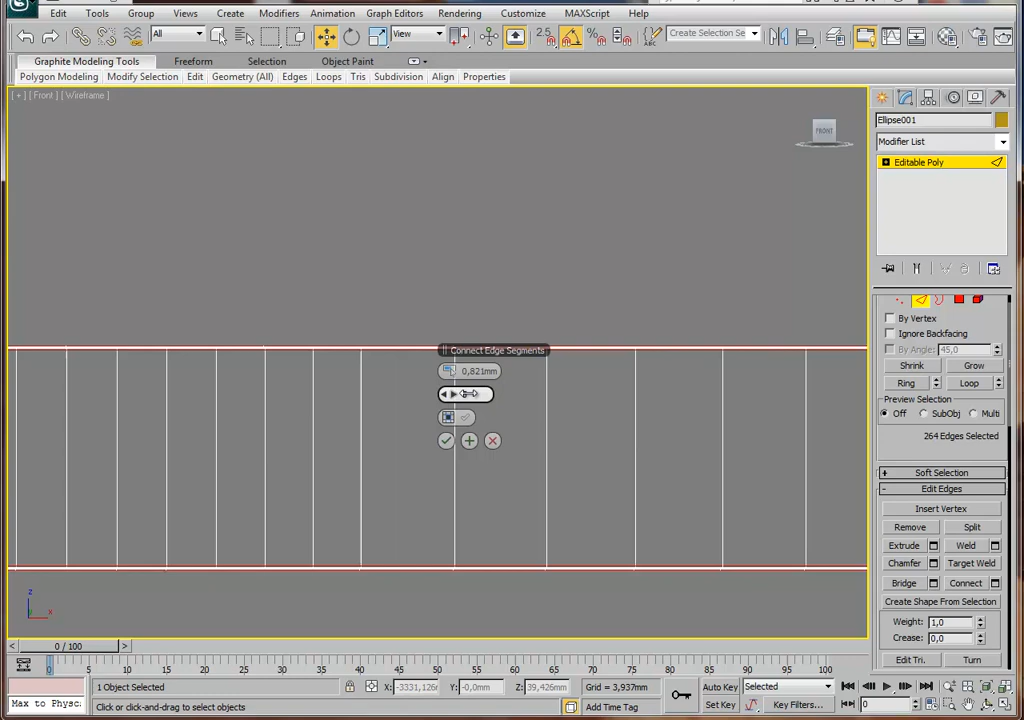 Edit Tools Group Views Create Modifiers Animation Graph Editors Rendering Customize MAXScript Help
All View 2.5 % ABC Create Selection Se
Graphite Modeling Tools Freeform Selection Object Paint
Polygon Modeling Modify Selection Edit Geometry (All) Edges Loops Tris Subdivision Align Properties
[ + ] [ Front ] [ Wireframe ]
FRONT
Ellipse001
Modifier List
Editable Poly
By Vertex
Ignore Backfacing
By Angle: 45,0
Shrink Grow
Ring Loop
Preview Selection
Off SubObj Multi
264 Edges Selected
Soft Selection
Edit Edges
Insert Vertex
Remove Split
Extrude Weld
Chamfer Target Weld
Bridge Connect
Create Shape From Selection
Weight: 1,0
Crease: 0,0
Edit Tri. Turn
Connect Edge Segments
0,821mm
z
x
< 0 / 100 >
0 5 10 15 20 25 30 35 40 45 50 55 60 65 70 75 80 85 90 95 100
1 Object Selected X: -3331,126 Y: -0,0mm Z: 39,426mm Grid = 3,937mm Auto Key Selected
Max to Physc Click or click-and-drag to select objects Add Time Tag Set Key Key Filters... 0